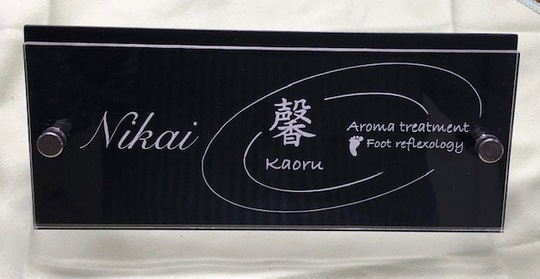 Nikai
馨
Kaoru
Aroma treatment
Foot reflexology